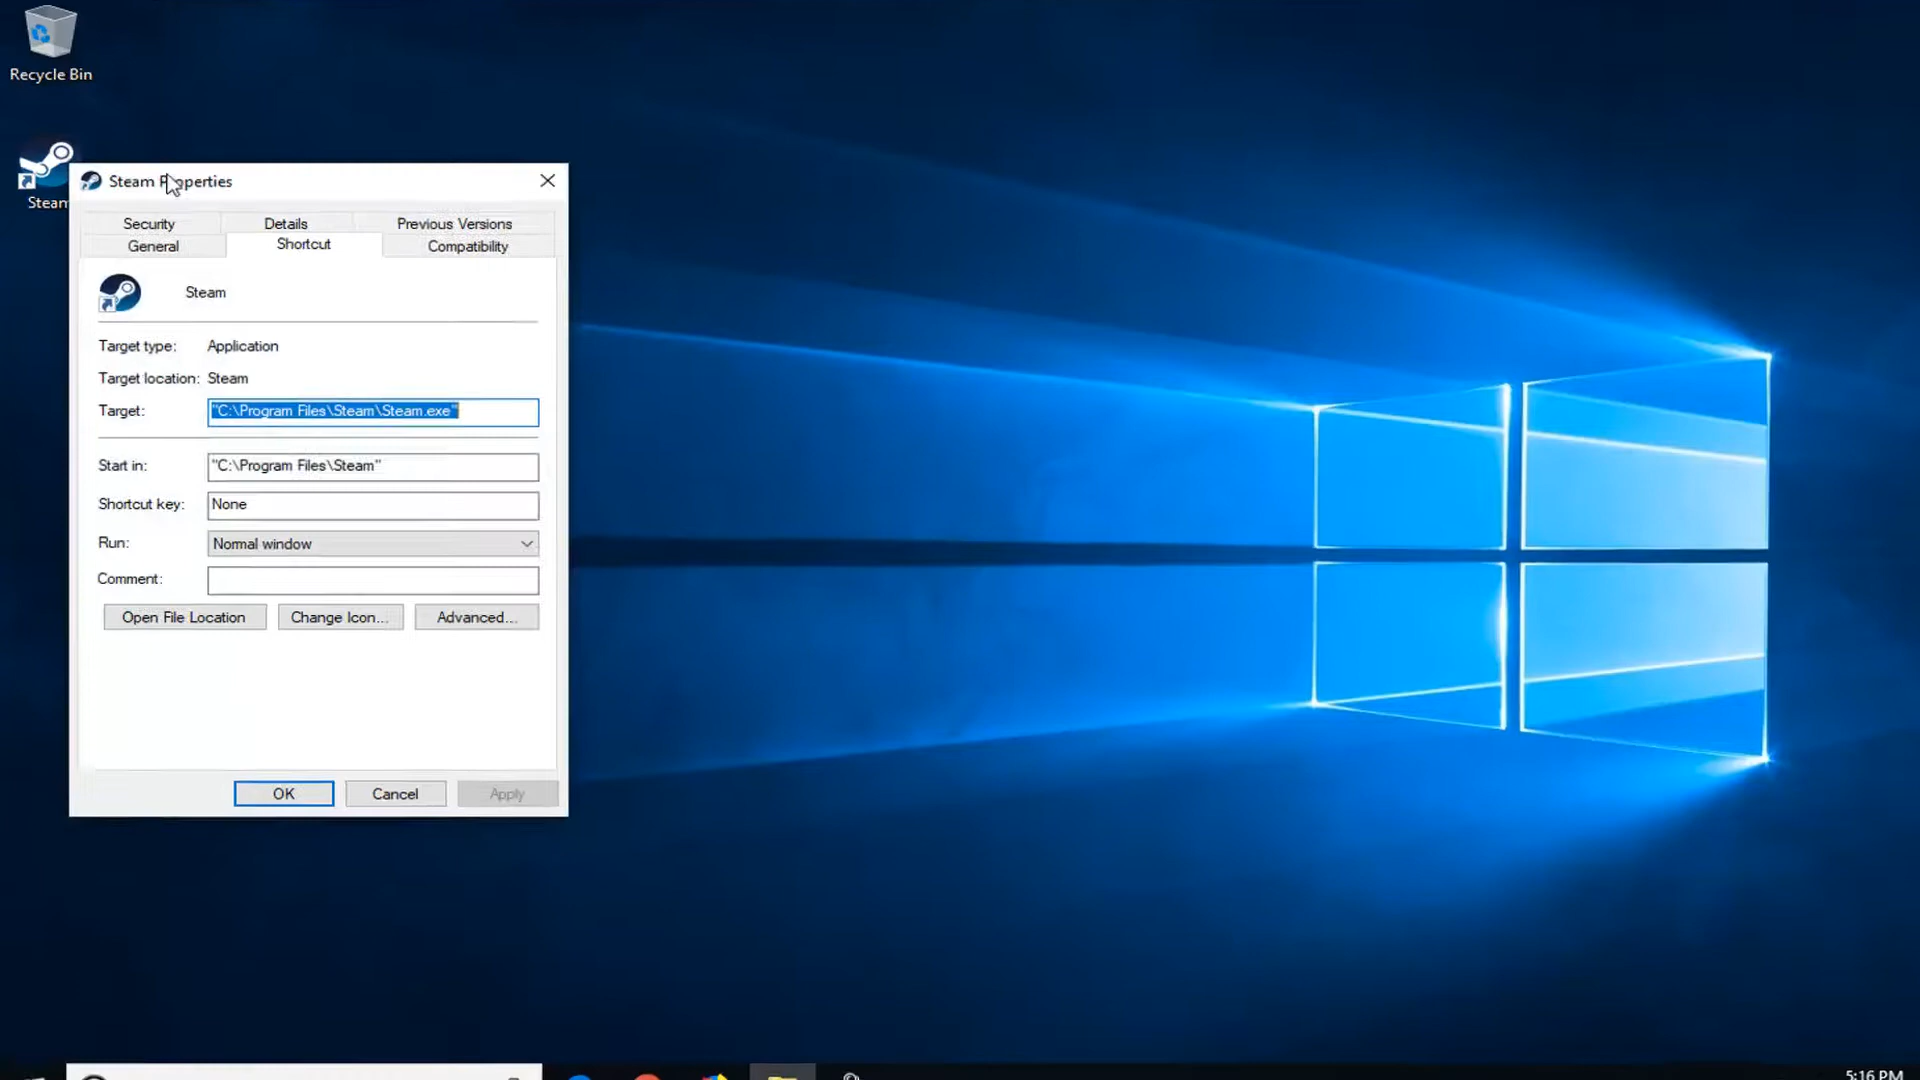 Recycle Bin
Steam
Steam Properties
Security
Details
Previous Versions
General
Shortcut
Compatibility
Steam
Target type: Application
Target location: Steam
Target: "C:\Program Files\Steam\Steam.exe"
Start in: "C:\Program Files\Steam"
Shortcut key: None
Run: Normal window
Comment:
Open File Location
Change Icon...
Advanced...
OK
Cancel
Apply
5:16 PM